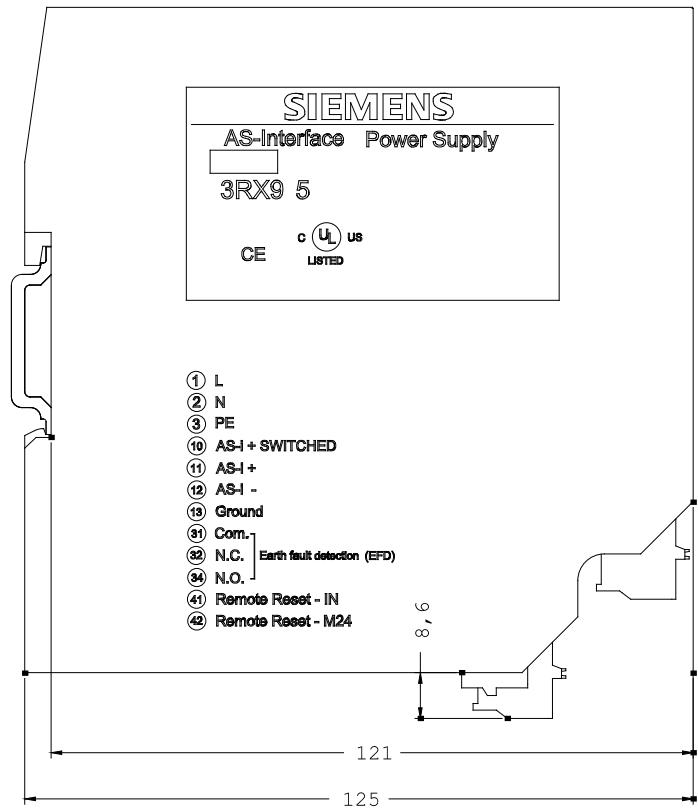 SIEMENS
AS-Interface Power Supply
3RX9 5
C UL US
LISTED
CE
1 L
2 N
3 PE
10 AS-i + SWITCHED
11 AS-i +
12 AS-i -
13 Ground
31 Com.
32 N.C. Earth fault detection (EFD)
34 N.O.
41 Remote Reset - IN
42 Remote Reset - M24
8,6
121
125